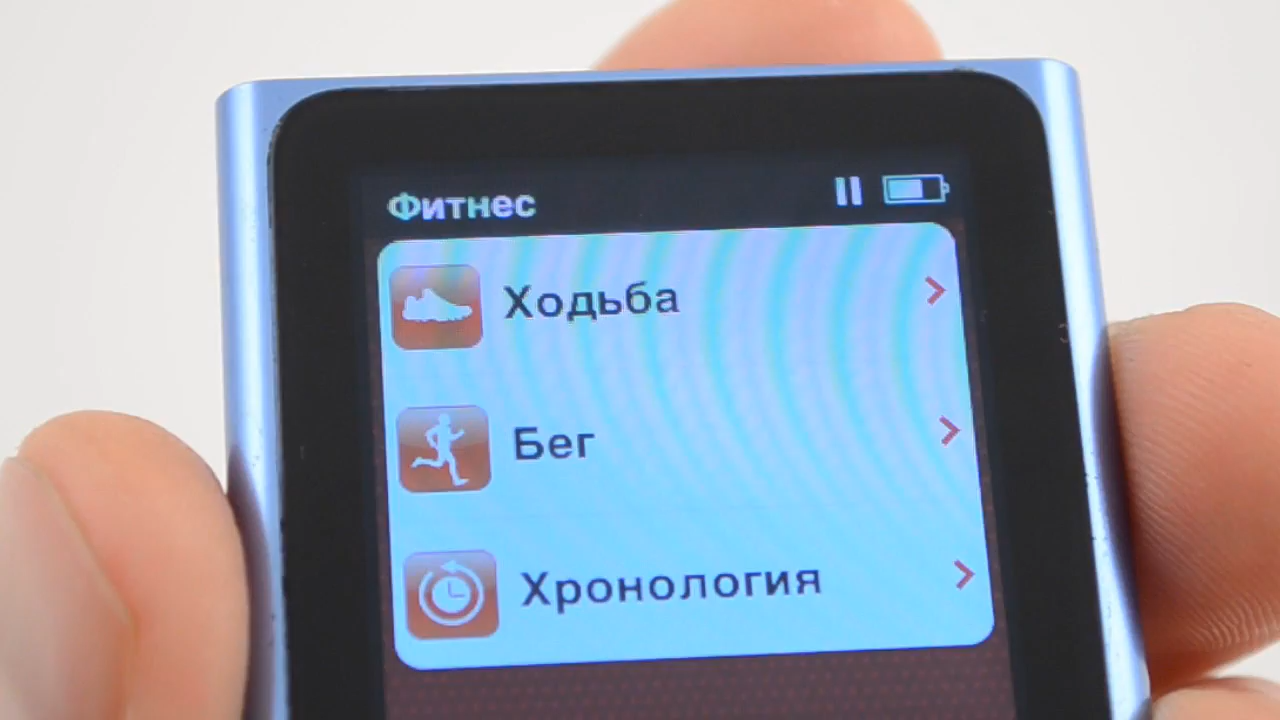 Фитнес
Ходьба
Бег
Хронология